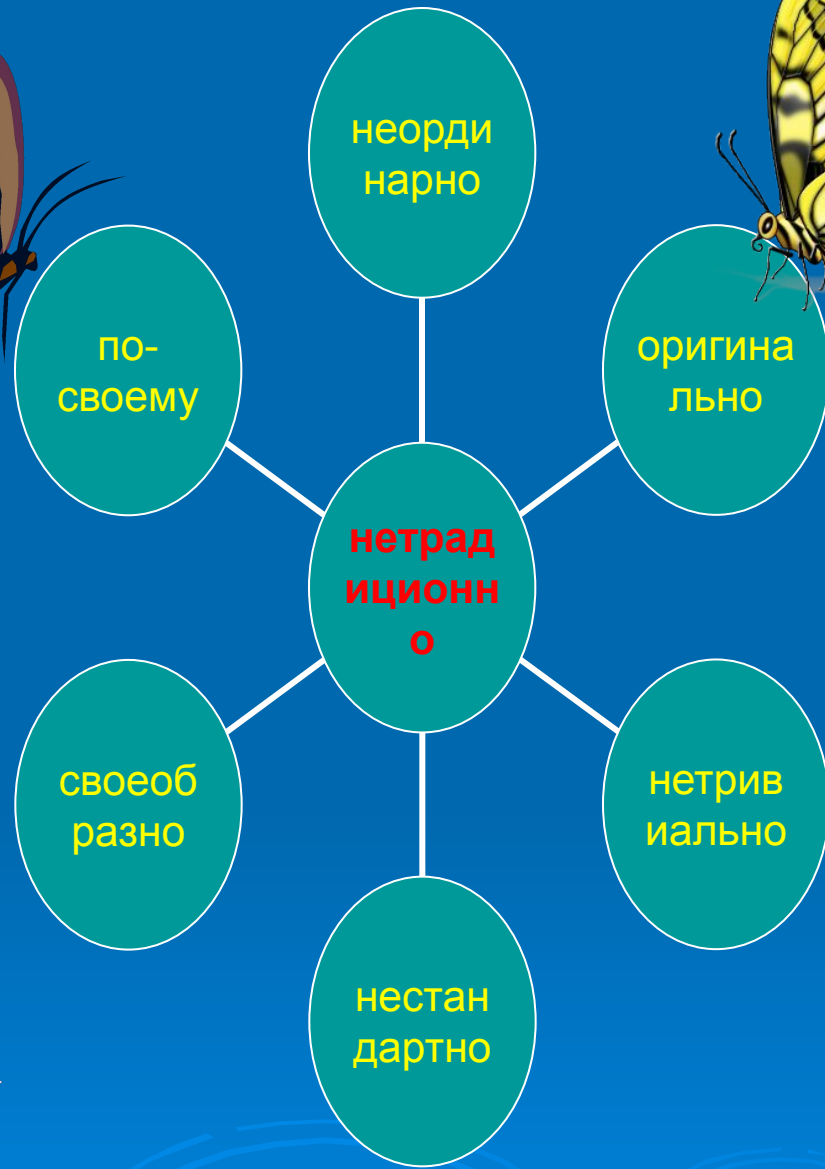 неорди
нарно
по-
своему
оригина
льно
нетрад
иционн
о
своеоб
разно
нетрив
иально
нестан
дартно